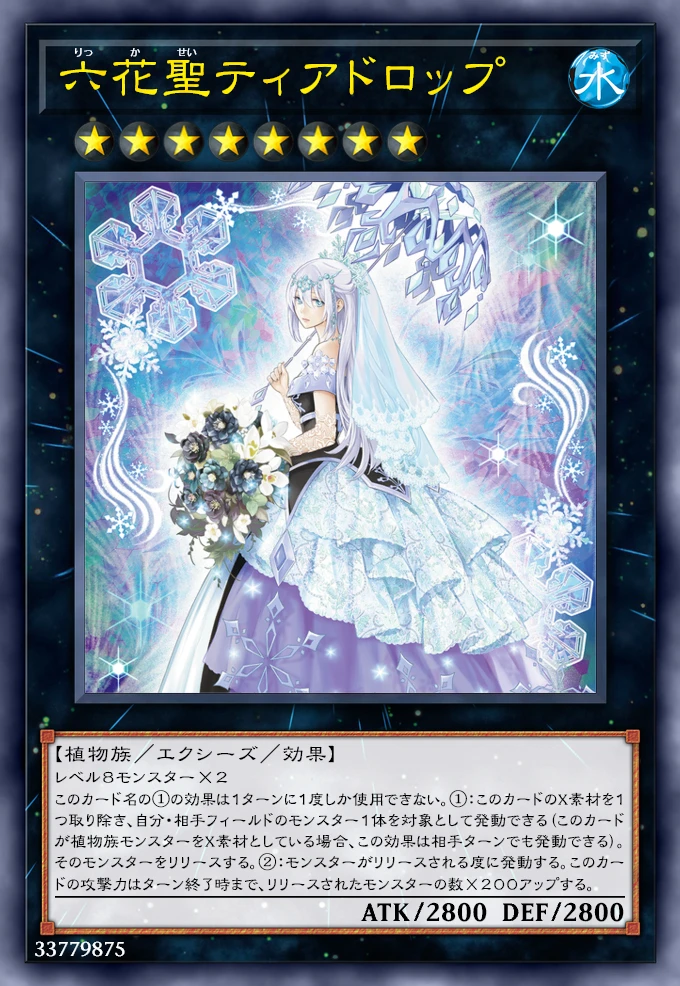 りっ か せい
六花聖ティアドロップ
みず
水
【植物族／エクシーズ／効果】
レベル８モンスター×２
このカード名の①の効果は１ターンに１度しか使用できない。①：このカードのX素材を１
つ取り除き、自分・相手フィールドのモンスター１体を対象として発動できる（このカード
が植物族モンスターをX素材としている場合、この効果は相手ターンでも発動できる）。
そのモンスターをリリースする。②：モンスターがリリースされる度に発動する。このカー
ドの攻撃力はターン終了時まで、リリースされたモンスターの数×２００アップする。
ATK/2800 DEF/2800
33779875